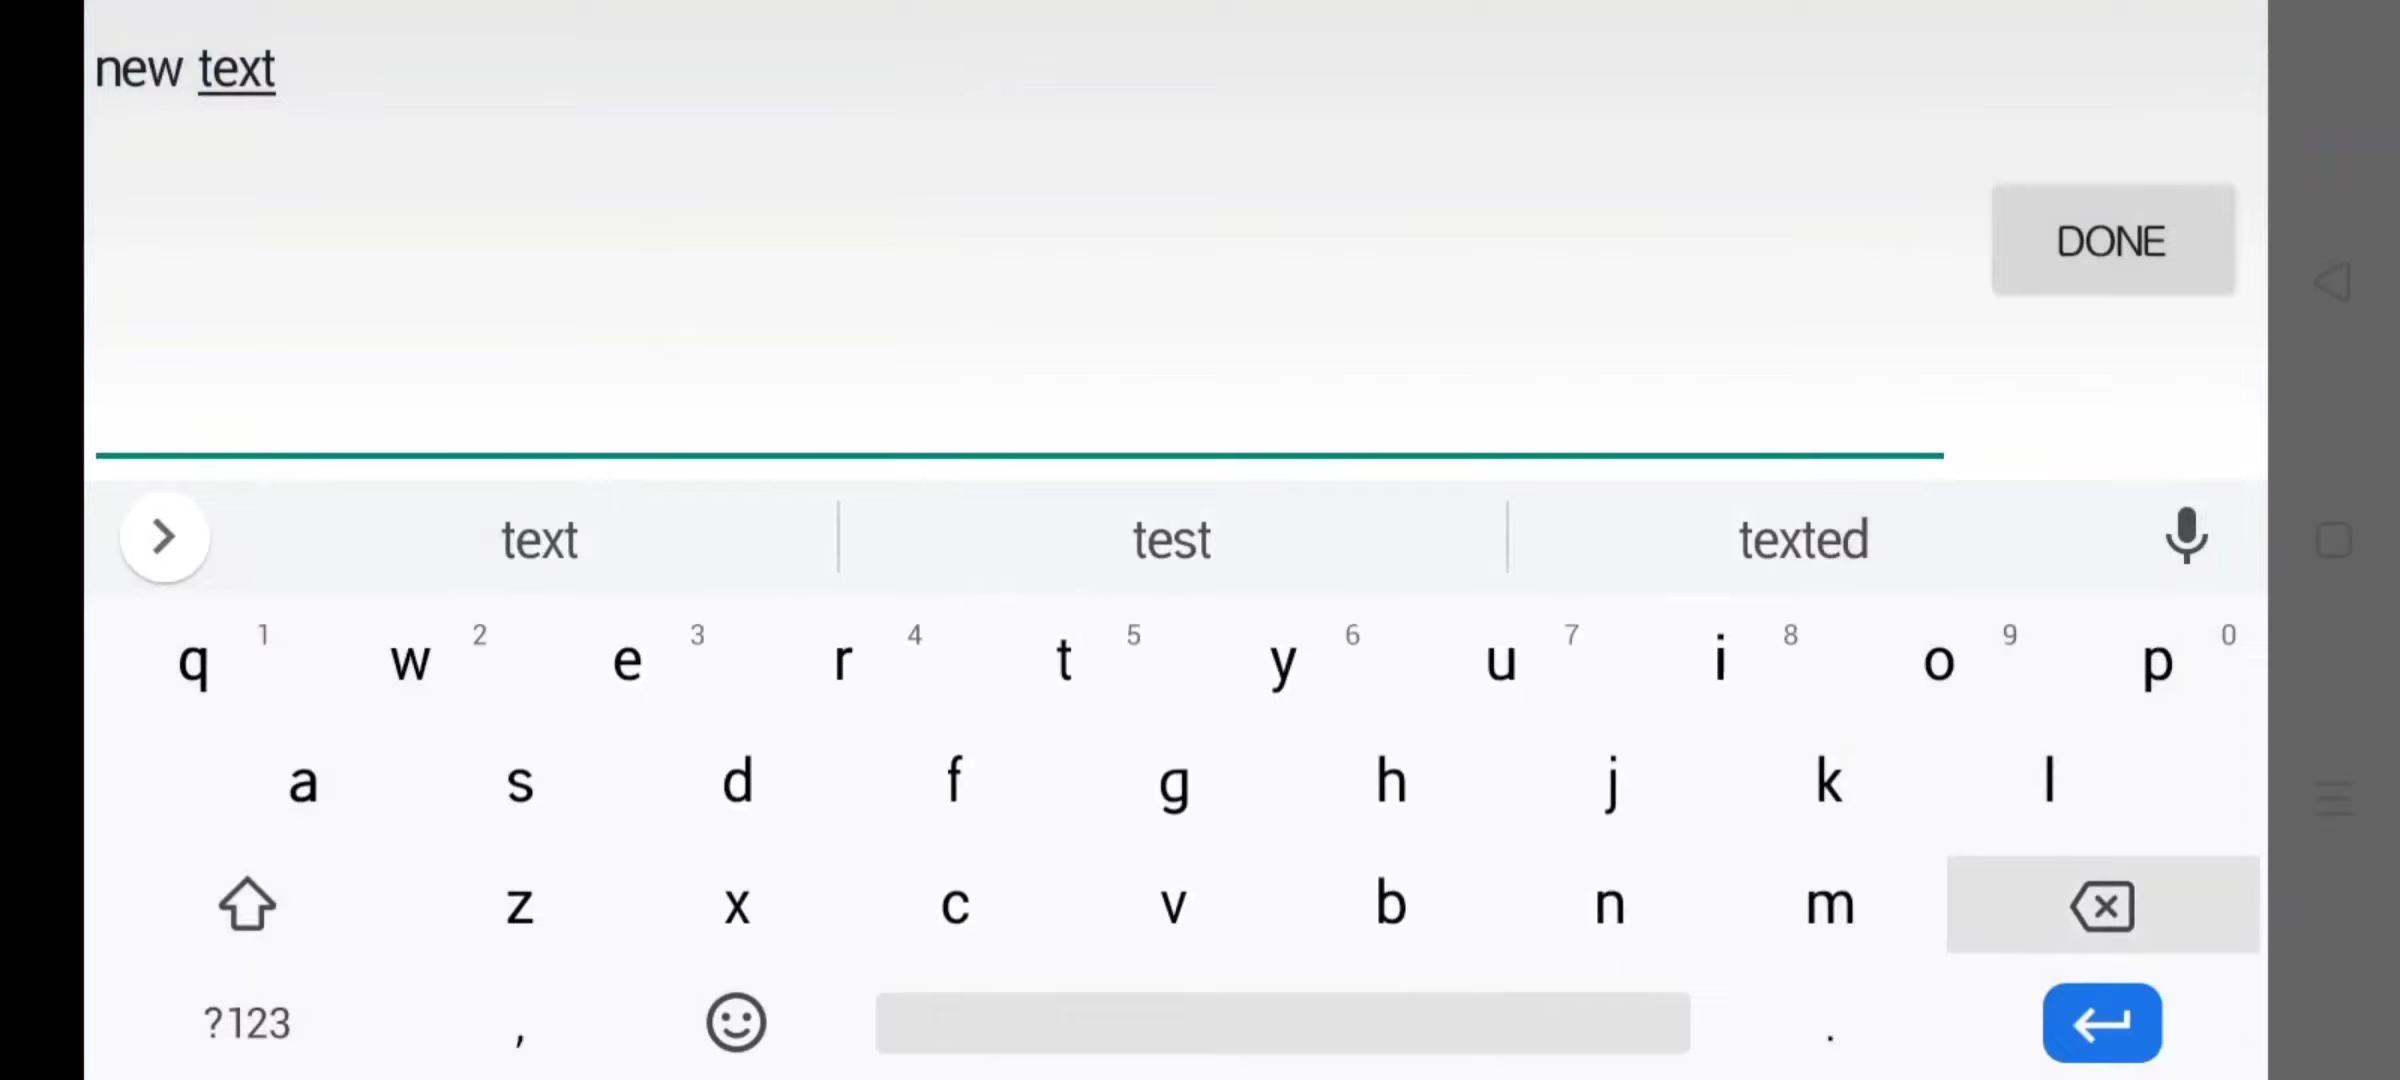 new text
DONE
text test texted
q 1 w 2 e 3 r 4 t 5 y 6 u 7 i 8 o 9 p 0
a s d f g h j k l
z x c v b n m
?123 , .